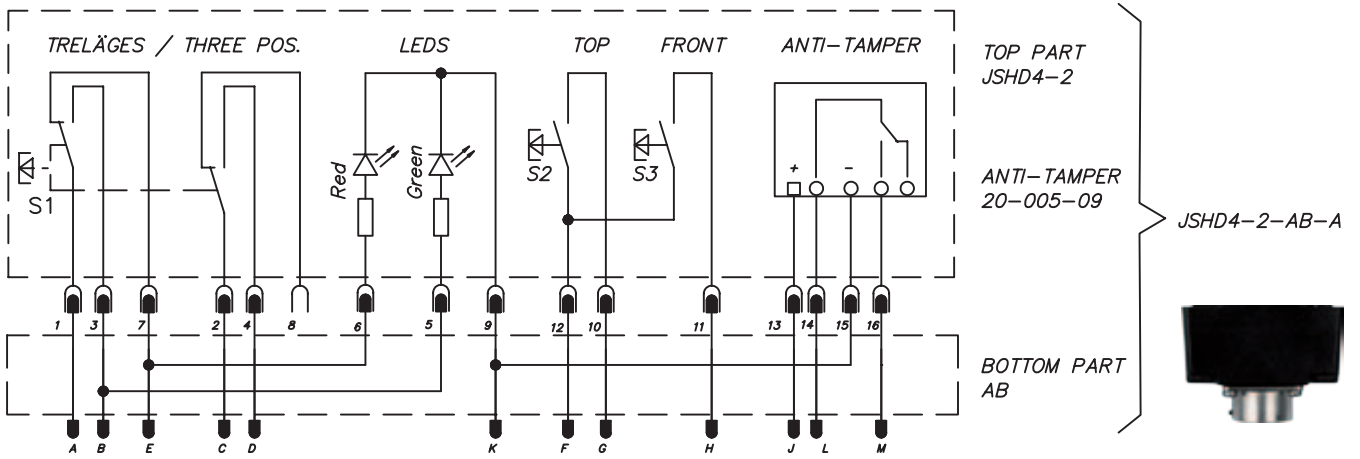 TRELÄGES / THREE POS.
LEDS
TOP
FRONT
ANTI-TAMPER
TOP PART
JSHD4-2
ANTI-TAMPER
20-005-09
JSHD4-2-AB-A
S1
Red
Green
S2
S3
+
-
1
3
7
2
4
8
6
5
9
12
10
11
13
14
15
16
BOTTOM PART
AB
A
B
E
C
D
K
F
G
H
J
L
M